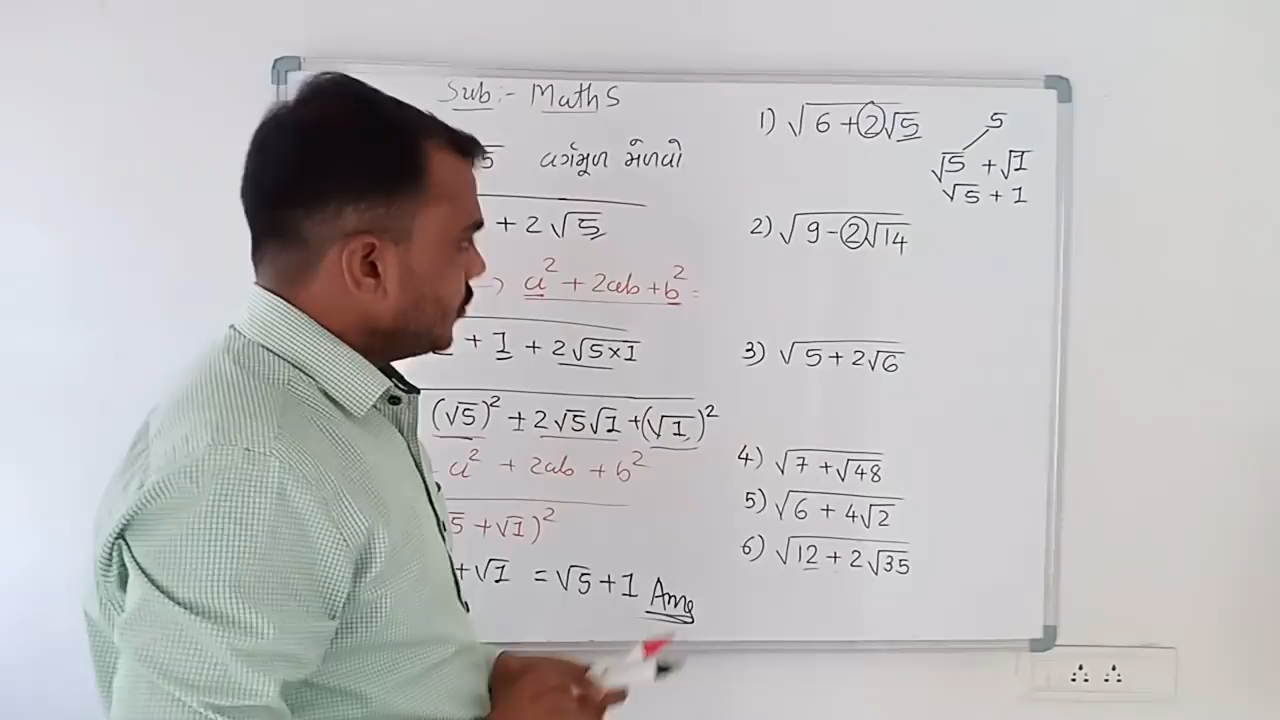 Sub:- Maths
√5 વર્ગમૂળ મેળવો
+ 2√5
→ a² + 2ab + b² =
+ 1 + 2√5×1
(√5)² + 2√5√1 + (√1)²
a² + 2ab + b²
√5 + √1)²
+ √1 = √5 + 1 Ans
1) √6 + 2√5
5
√5 + √1
√5 + 1
2) √9 - 2√14
3) √5 + 2√6
4) √7 + √48
5) √6 + 4√2
6) √12 + 2√35